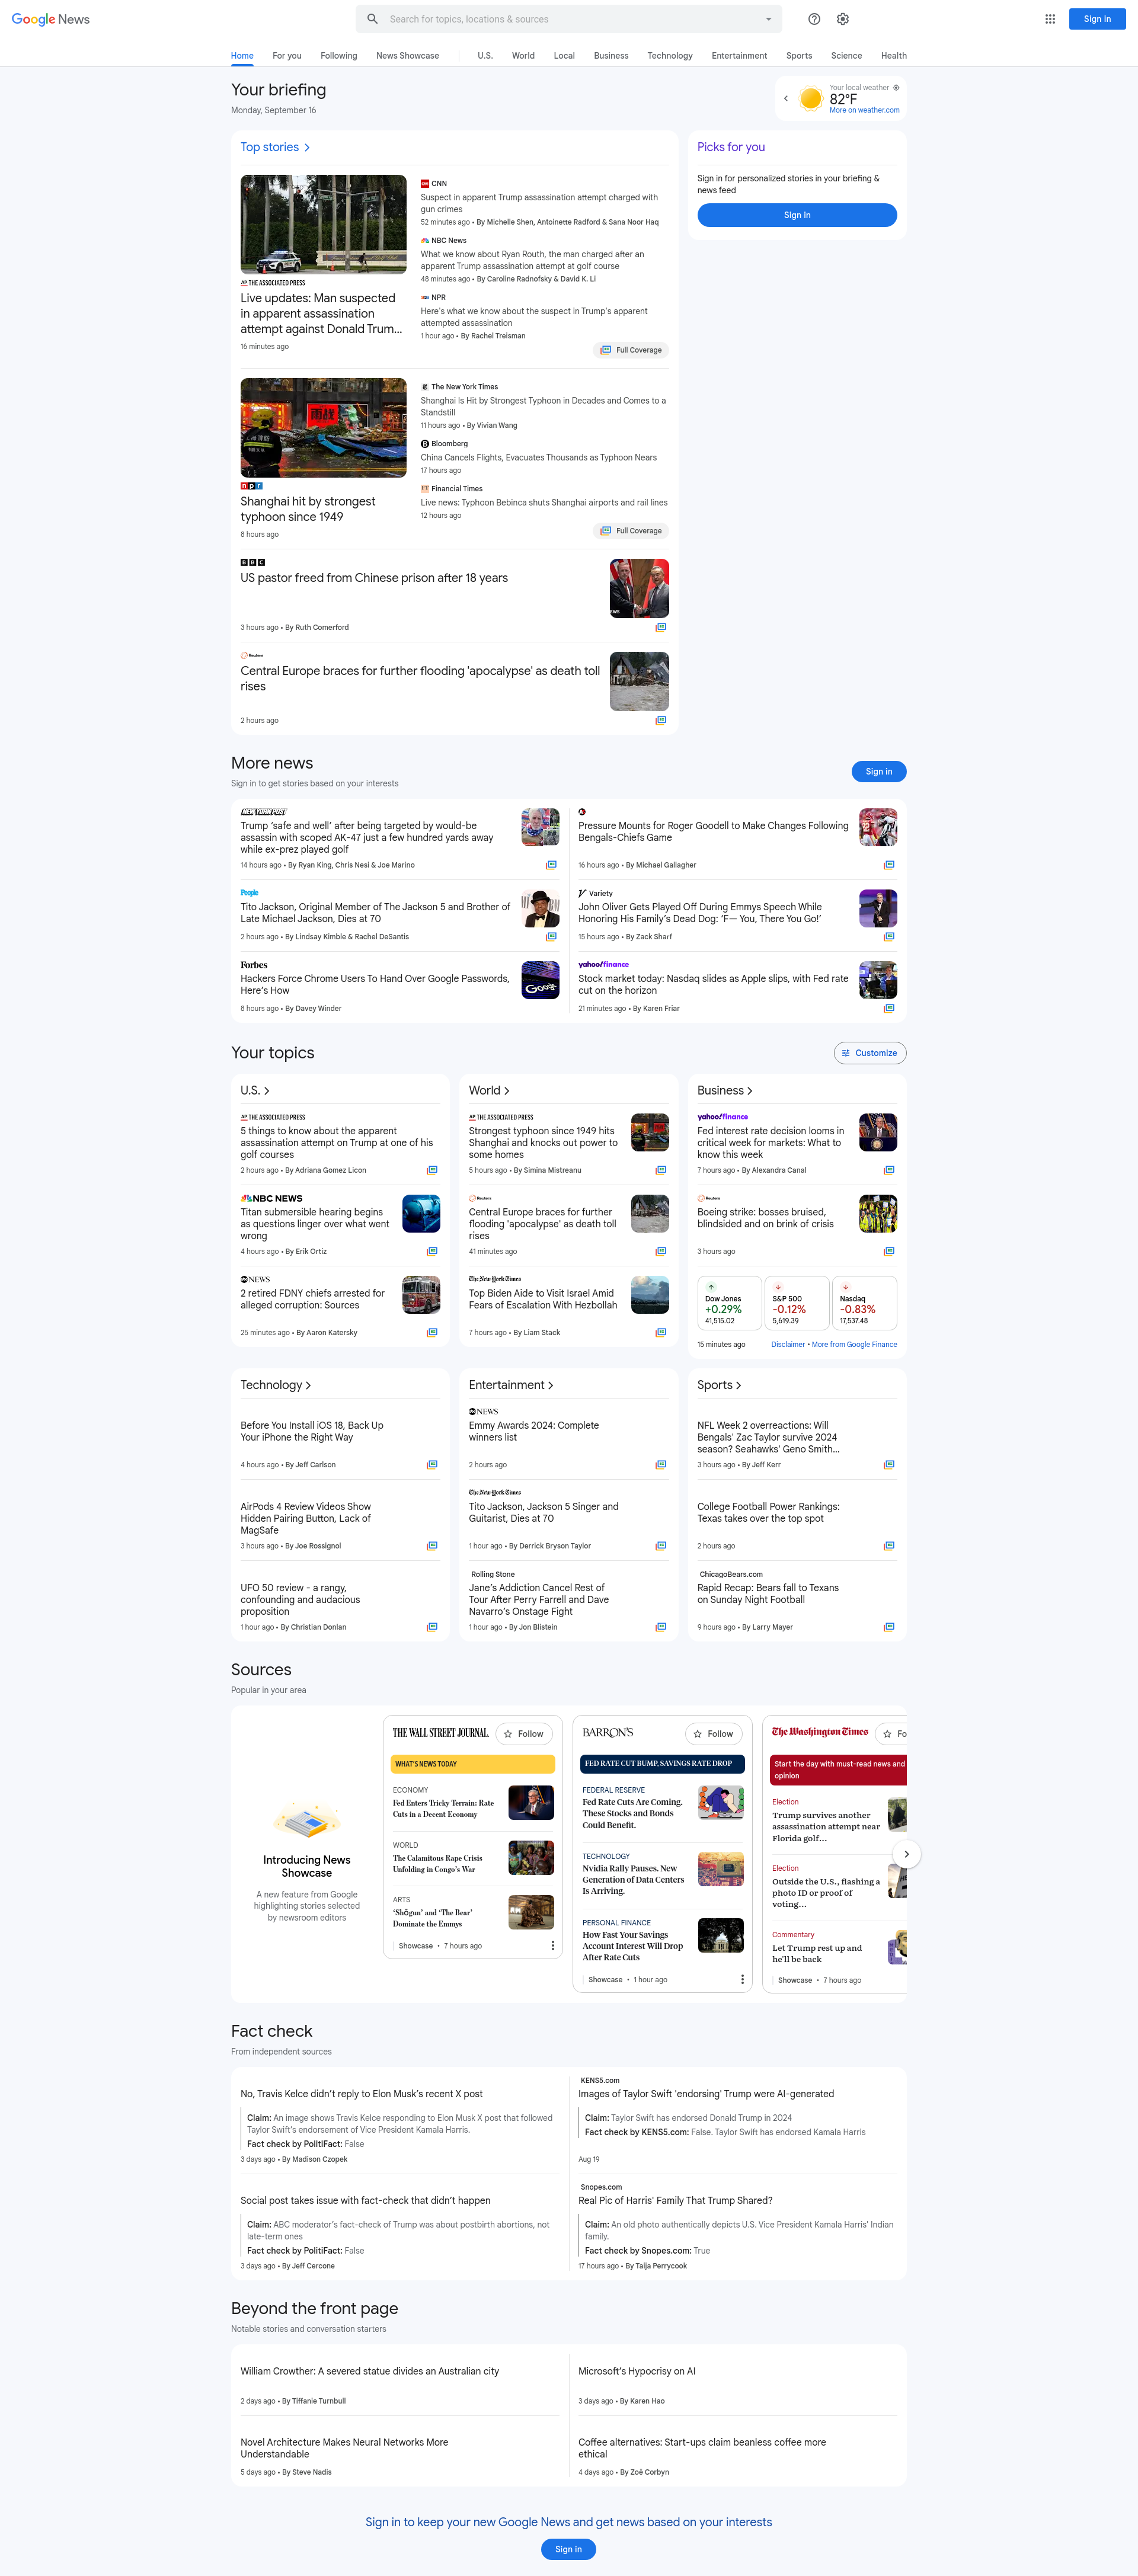 Google News
Search for topics, locations & sources
Sign in
Home
For you
Following
News Showcase
U.S.
World
Local
Business
Technology
Entertainment
Sports
Science
Health
Your briefing
Monday, September 16
Your local weather
82°F
More on weather.com
Top stories
THE ASSOCIATED PRESS
Live updates: Man suspected
in apparent assassination
attempt against Donald Trum...
16 minutes ago
CNN
Suspect in apparent Trump assassination attempt charged with
gun crimes
52 minutes ago • By Michelle Shen, Antoinette Radford & Sana Noor Haq
NBC News
What we know about Ryan Routh, the man charged after an
apparent Trump assassination attempt at golf course
48 minutes ago • By Caroline Radnofsky & David K. Li
NPR
Here's what we know about the suspect in Trump's apparent
attempted assassination
1 hour ago • By Rachel Treisman
Full Coverage
Picks for you
Sign in for personalized stories in your briefing &
news feed
Sign in
npr
Shanghai hit by strongest
typhoon since 1949
8 hours ago
The New York Times
Shanghai Is Hit by Strongest Typhoon in Decades and Comes to a
Standstill
11 hours ago • By Vivian Wang
Bloomberg
China Cancels Flights, Evacuates Thousands as Typhoon Nears
17 hours ago
Financial Times
Live news: Typhoon Bebinca shuts Shanghai airports and rail lines
12 hours ago
Full Coverage
BBC
US pastor freed from Chinese prison after 18 years
3 hours ago • By Ruth Comerford
Reuters
Central Europe braces for further flooding 'apocalypse' as death toll
rises
2 hours ago
More news
Sign in to get stories based on your interests
Sign in
NEW YORK POST
Trump ‘safe and well’ after being targeted by would-be
assassin with scoped AK-47 just a few hundred yards away
while ex-prez played golf
14 hours ago • By Ryan King, Chris Nesi & Joe Marino
Pressure Mounts for Roger Goodell to Make Changes Following
Bengals-Chiefs Game
16 hours ago • By Michael Gallagher
People
Tito Jackson, Original Member of The Jackson 5 and Brother of
Late Michael Jackson, Dies at 70
2 hours ago • By Lindsay Kimble & Rachel DeSantis
Variety
John Oliver Gets Played Off During Emmys Speech While
Honoring His Family’s Dead Dog: ‘F— You, There You Go!’
15 hours ago • By Zack Sharf
Forbes
Hackers Force Chrome Users To Hand Over Google Passwords,
Here’s How
8 hours ago • By Davey Winder
yahoo!finance
Stock market today: Nasdaq slides as Apple slips, with Fed rate
cut on the horizon
21 minutes ago • By Karen Friar
Your topics
Customize
U.S.
THE ASSOCIATED PRESS
5 things to know about the apparent
assassination attempt on Trump at one of his
golf courses
2 hours ago • By Adriana Gomez Licon
NBC NEWS
Titan submersible hearing begins
as questions linger over what went
wrong
4 hours ago • By Erik Ortiz
abc NEWS
2 retired FDNY chiefs arrested for
alleged corruption: Sources
25 minutes ago • By Aaron Katersky
World
THE ASSOCIATED PRESS
Strongest typhoon since 1949 hits
Shanghai and knocks out power to
some homes
5 hours ago • By Simina Mistreanu
Reuters
Central Europe braces for further
flooding 'apocalypse' as death toll
rises
41 minutes ago
The New York Times
Top Biden Aide to Visit Israel Amid
Fears of Escalation With Hezbollah
7 hours ago • By Liam Stack
Business
yahoo!finance
Fed interest rate decision looms in
critical week for markets: What to
know this week
7 hours ago • By Alexandra Canal
Reuters
Boeing strike: bosses bruised,
blindsided and on brink of crisis
3 hours ago
Dow Jones
+0.29%
41,515.02
S&P 500
-0.12%
5,619.39
Nasdaq
-0.83%
17,537.48
15 minutes ago
Disclaimer • More from Google Finance
Technology
Before You Install iOS 18, Back Up
Your iPhone the Right Way
4 hours ago • By Jeff Carlson
AirPods 4 Review Videos Show
Hidden Pairing Button, Lack of
MagSafe
3 hours ago • By Joe Rossignol
UFO 50 review - a rangy,
confounding and audacious
proposition
1 hour ago • By Christian Donlan
Entertainment
abc NEWS
Emmy Awards 2024: Complete
winners list
2 hours ago
The New York Times
Tito Jackson, Jackson 5 Singer and
Guitarist, Dies at 70
1 hour ago • By Derrick Bryson Taylor
Rolling Stone
Jane’s Addiction Cancel Rest of
Tour After Perry Farrell and Dave
Navarro’s Onstage Fight
1 hour ago • By Jon Blistein
Sports
NFL Week 2 overreactions: Will
Bengals' Zac Taylor survive 2024
season? Seahawks' Geno Smith...
3 hours ago • By Jeff Kerr
College Football Power Rankings:
Texas takes over the top spot
2 hours ago
ChicagoBears.com
Rapid Recap: Bears fall to Texans
on Sunday Night Football
9 hours ago • By Larry Mayer
Sources
Popular in your area
Introducing News
Showcase
A new feature from Google
highlighting stories selected
by newsroom editors
THE WALL STREET JOURNAL.
Follow
WHAT'S NEWS TODAY
ECONOMY
Fed Enters Tricky Terrain: Rate
Cuts in a Decent Economy
WORLD
The Calamitous Rape Crisis
Unfolding in Congo’s War
ARTS
‘Shōgun’ and ‘The Bear’
Dominate the Emmys
Showcase • 7 hours ago
BARRON'S
Follow
FED RATE CUT BUMP, SAVINGS RATE DROP
FEDERAL RESERVE
Fed Rate Cuts Are Coming.
These Stocks and Bonds
Could Benefit.
TECHNOLOGY
Nvidia Rally Pauses. New
Generation of Data Centers
Is Arriving.
PERSONAL FINANCE
How Fast Your Savings
Account Interest Will Drop
After Rate Cuts
Showcase • 1 hour ago
The Washington Times
Fo
Start the day with must-read news and
opinion
Election
Trump survives another
assassination attempt near
Florida golf...
Election
Outside the U.S., flashing a
photo ID or proof of
voting...
Commentary
Let Trump rest up and
he'll be back
Showcase • 7 hours ago
Fact check
From independent sources
No, Travis Kelce didn’t reply to Elon Musk’s recent X post
Claim: An image shows Travis Kelce responding to Elon Musk X post that followed
Taylor Swift’s endorsement of Vice President Kamala Harris.
Fact check by PolitiFact: False
3 days ago • By Madison Czopek
KENS5.com
Images of Taylor Swift 'endorsing' Trump were AI-generated
Claim: Taylor Swift has endorsed Donald Trump in 2024
Fact check by KENS5.com: False. Taylor Swift has endorsed Kamala Harris
Aug 19
Social post takes issue with fact-check that didn’t happen
Claim: ABC moderator’s fact-check of Trump was about postbirth abortions, not
late-term ones
Fact check by PolitiFact: False
3 days ago • By Jeff Cercone
Snopes.com
Real Pic of Harris' Family That Trump Shared?
Claim: An old photo authentically depicts U.S. Vice President Kamala Harris' Indian
family.
Fact check by Snopes.com: True
17 hours ago • By Taija Perrycook
Beyond the front page
Notable stories and conversation starters
William Crowther: A severed statue divides an Australian city
2 days ago • By Tiffanie Turnbull
Microsoft’s Hypocrisy on AI
3 days ago • By Karen Hao
Novel Architecture Makes Neural Networks More
Understandable
5 days ago • By Steve Nadis
Coffee alternatives: Start-ups claim beanless coffee more
ethical
4 days ago • By Zoë Corbyn
Sign in to keep your new Google News and get news based on your interests
Sign in